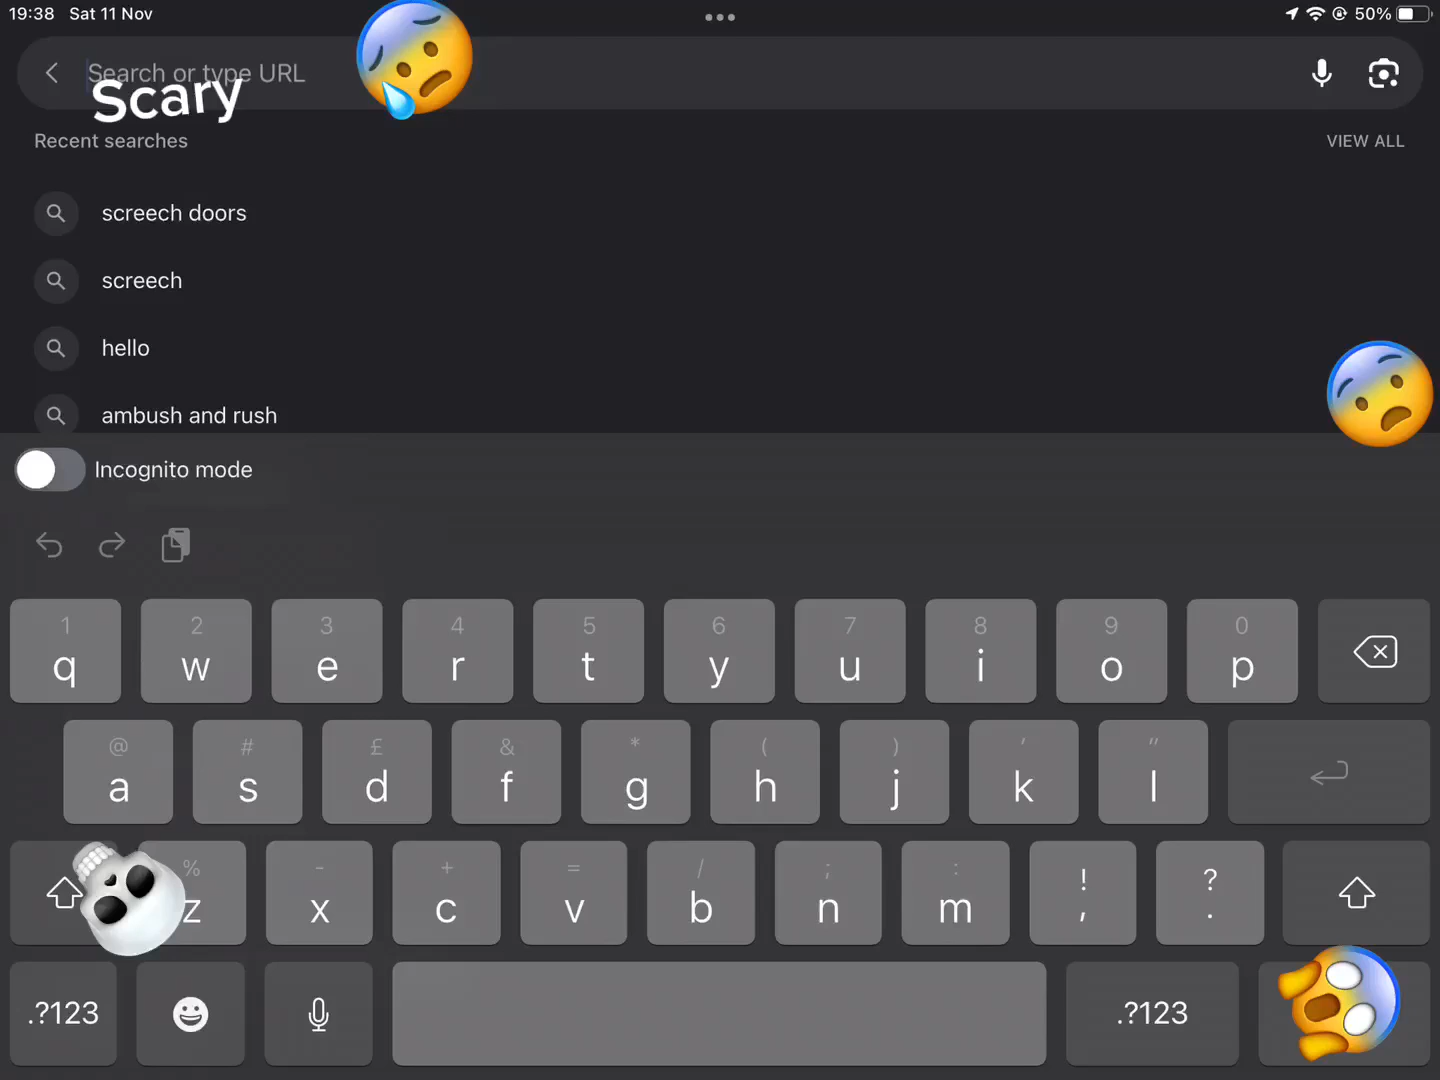 19:38 Sat 11 Nov
50%
Search or type URL
Scary
Recent searches
VIEW ALL
screech doors
screech
hello
ambush and rush
Incognito mode
1 2 3 4 5 6 7 8 9 0
q w e r t y u i o p
@ # £ & * ( ) ' "
a s d f g h j k l
% - + = / ; : ! ?
z x c v b n m , .
.?123 .?123